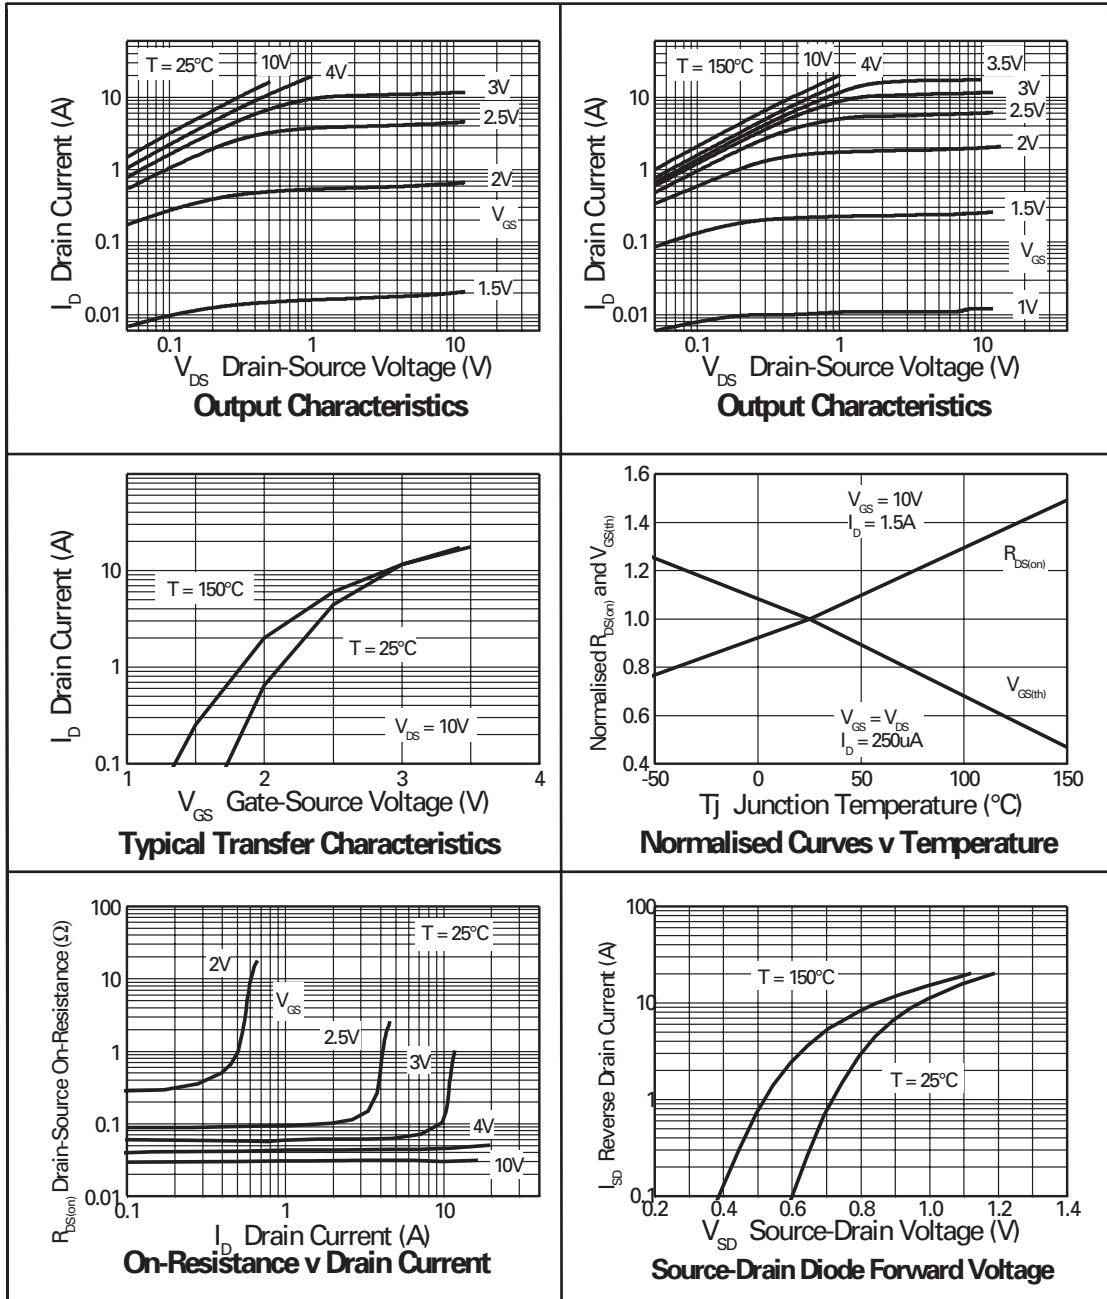 T = 25°C
10V
4V
3V
2.5V
2V
V_GS
1.5V
10
1
0.1
0.01
I_D Drain Current (A)
0.1
1
10
V_DS Drain-Source Voltage (V)
Output Characteristics
T = 150°C
10V
4V
3.5V
3V
2.5V
2V
1.5V
V_GS
1V
10
1
0.1
0.01
I_D Drain Current (A)
0.1
1
10
V_DS Drain-Source Voltage (V)
Output Characteristics
10
1
0.1
I_D Drain Current (A)
T = 150°C
T = 25°C
V_DS = 10V
1
2
3
4
V_GS Gate-Source Voltage (V)
Typical Transfer Characteristics
1.6
1.4
1.2
1.0
0.8
0.6
0.4
Normalised R_DS(on) and V_GS(th)
V_GS = 10V
I_D = 1.5A
R_DS(on)
V_GS(th)
V_GS = V_DS
I_D = 250uA
-50
0
50
100
150
Tj Junction Temperature (°C)
Normalised Curves v Temperature
100
10
1
0.1
0.01
R_DS(on) Drain-Source On-Resistance (Ω)
T = 25°C
2V
V_GS
2.5V
3V
4V
10V
0.1
1
10
I_D Drain Current (A)
On-Resistance v Drain Current
100
10
1
0.1
I_SD Reverse Drain Current (A)
T = 150°C
T = 25°C
0.2
0.4
0.6
0.8
1.0
1.2
1.4
V_SD Source-Drain Voltage (V)
Source-Drain Diode Forward Voltage